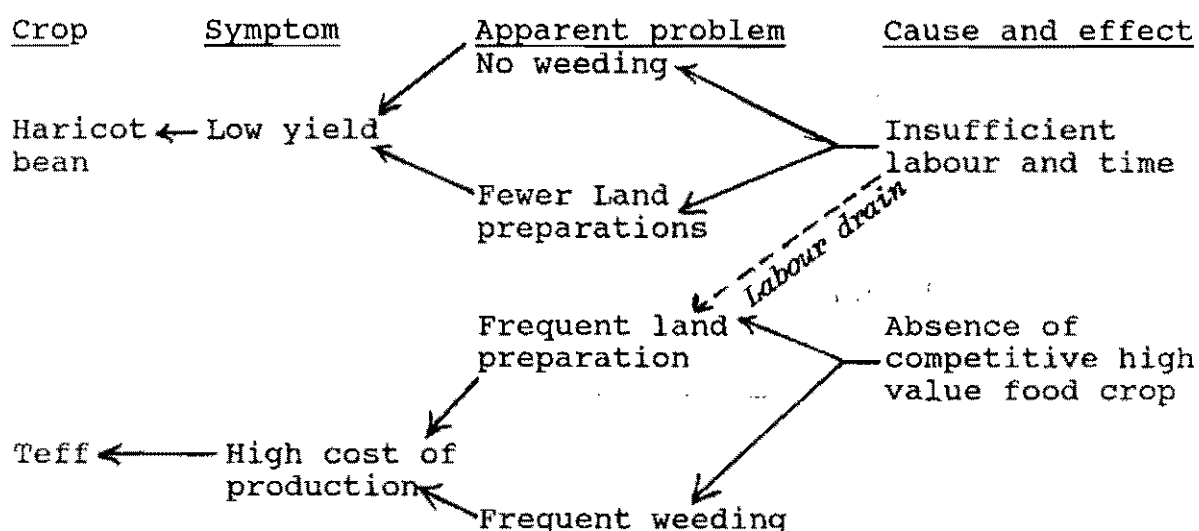 Crop Symptom Apparent problem Cause and effect
No weeding
Haricot Low yield Insufficient
bean labour and time
Fewer Land
preparations
Labour drain
Frequent land Absence of
preparation competitive high
value food crop
Teff High cost of
production
Frequent weeding